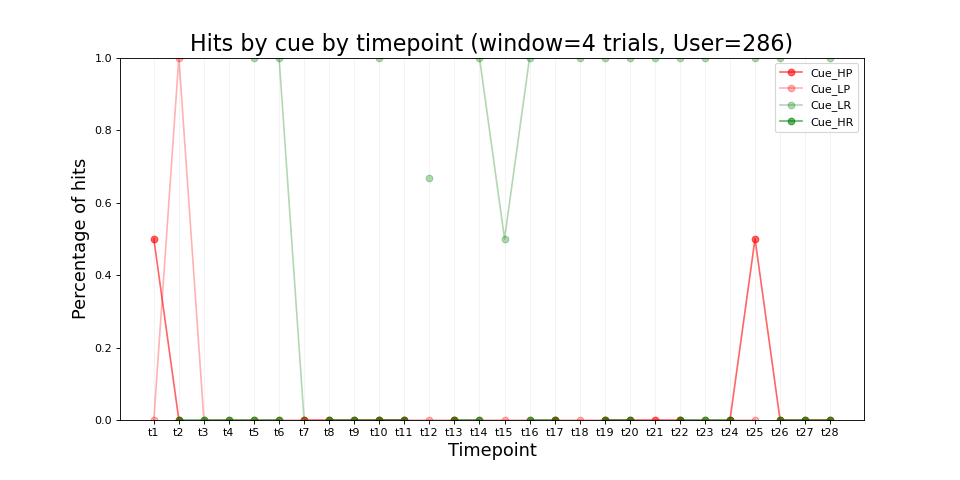 Hits by cue by timepoint (window=4 trials, User=286)
Percentage of hits
1.0
0.8
0.6
0.4
0.2
0.0
Cue_HP
Cue_LP
Cue_LR
Cue_HR
t1 t2 t3 t4 t5 t6 t7 t8 t9 t10 t11 t12 t13 t14 t15 t16 t17 t18 t19 t20 t21 t22 t23 t24 t25 t26 t27 t28
Timepoint